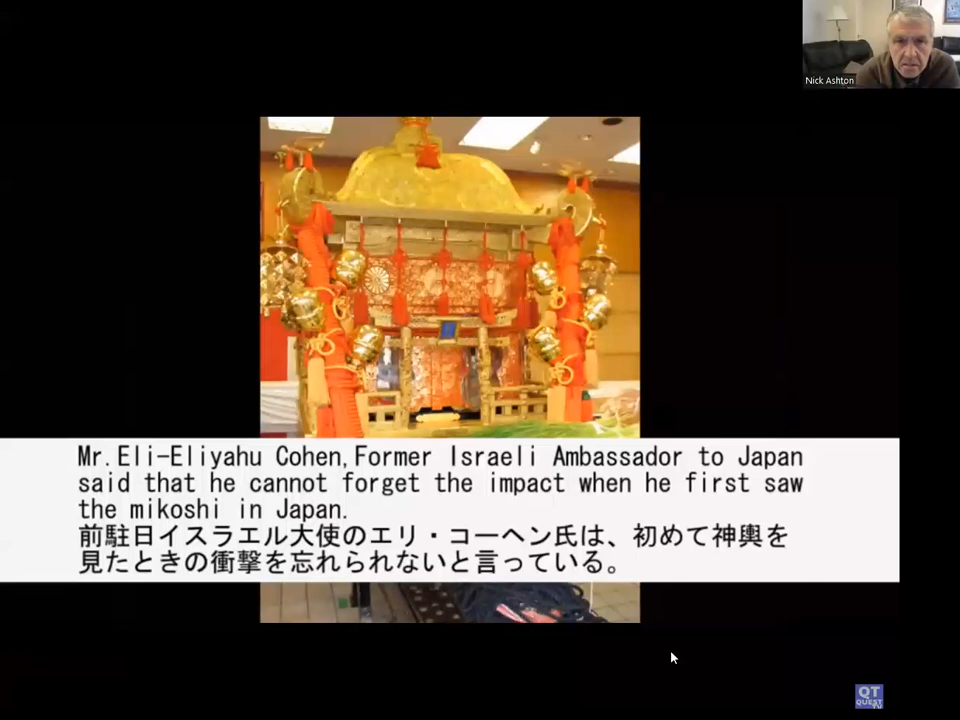 Nick Ashton
Mr.Eli-Eliyahu Cohen,Former Israeli Ambassador to Japan
said that he cannot forget the impact when he first saw
the mikoshi in Japan.
前駐日イスラエル大使のエリ・コーヘン氏は、初めて神輿を
見たときの衝撃を忘れられないと言っている。
QT
QUEST
TV